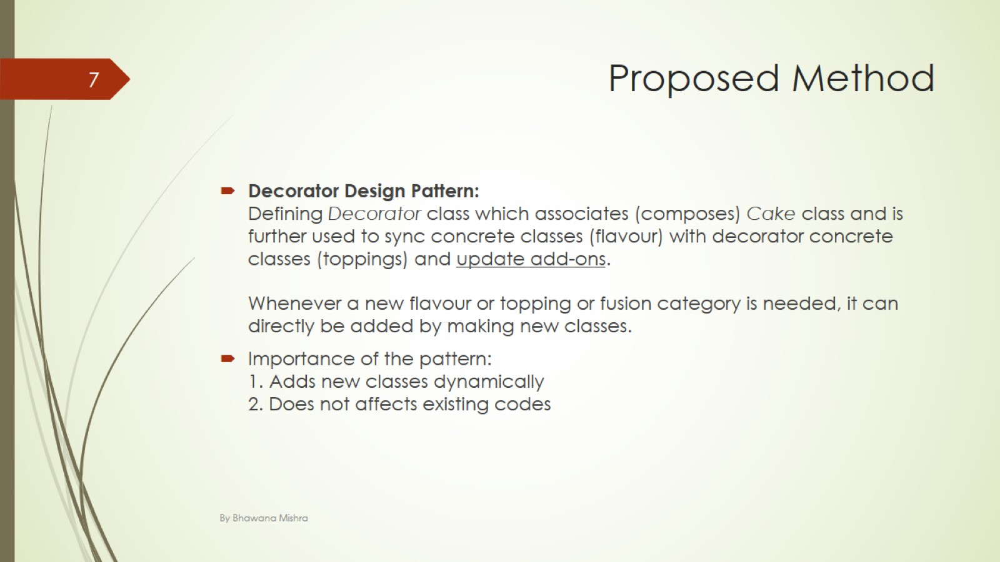 7
Proposed Method
Decorator Design Pattern:
Defining Decorator class which associates (composes) Cake class and is
further used to sync concrete classes (flavour) with decorator concrete
classes (toppings) and update add-ons.
Whenever a new flavour or topping or fusion category is needed, it can
directly be added by making new classes.
Importance of the pattern:
1. Adds new classes dynamically
2. Does not affects existing codes
By Bhawana Mishra